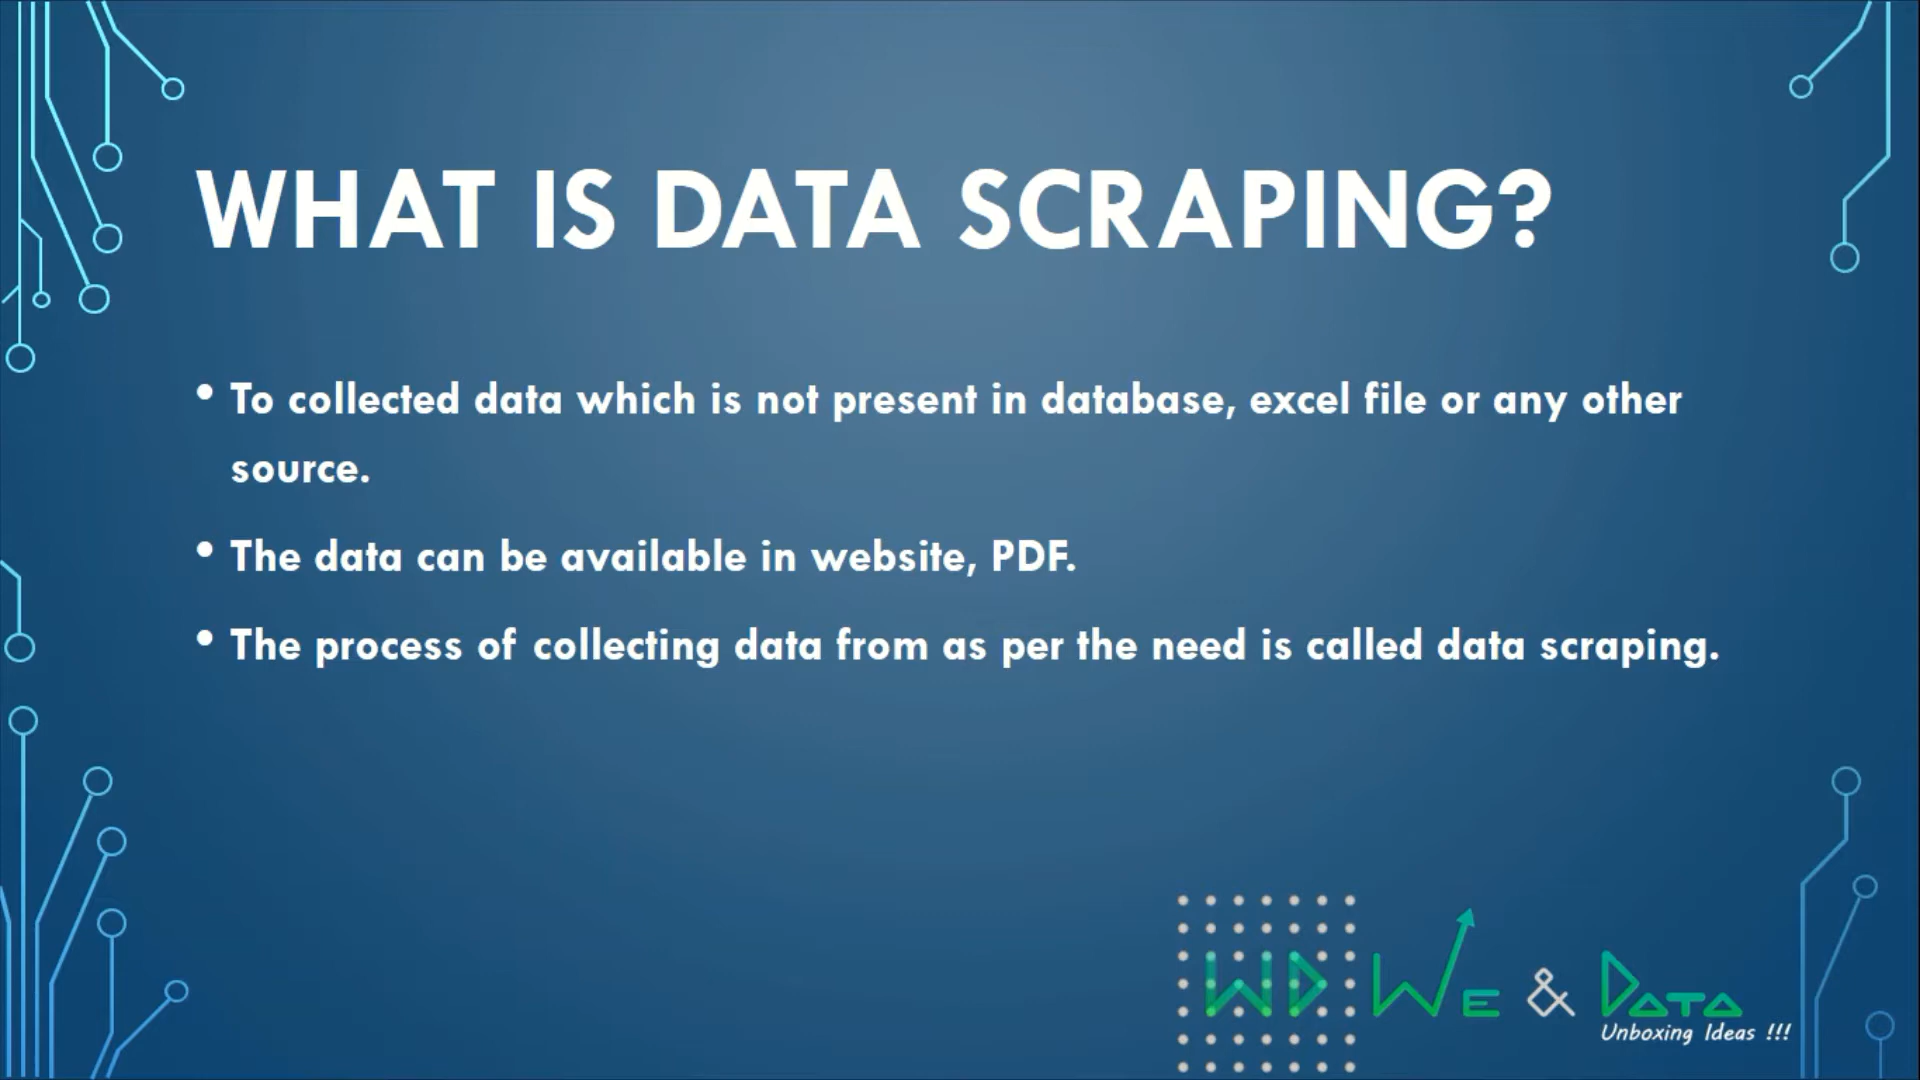 WHAT IS DATA SCRAPING?
• To collected data which is not present in database, excel file or any other
source.
• The data can be available in website, PDF.
• The process of collecting data from as per the need is called data scraping.
WD WE & DATA
Unboxing Ideas !!!